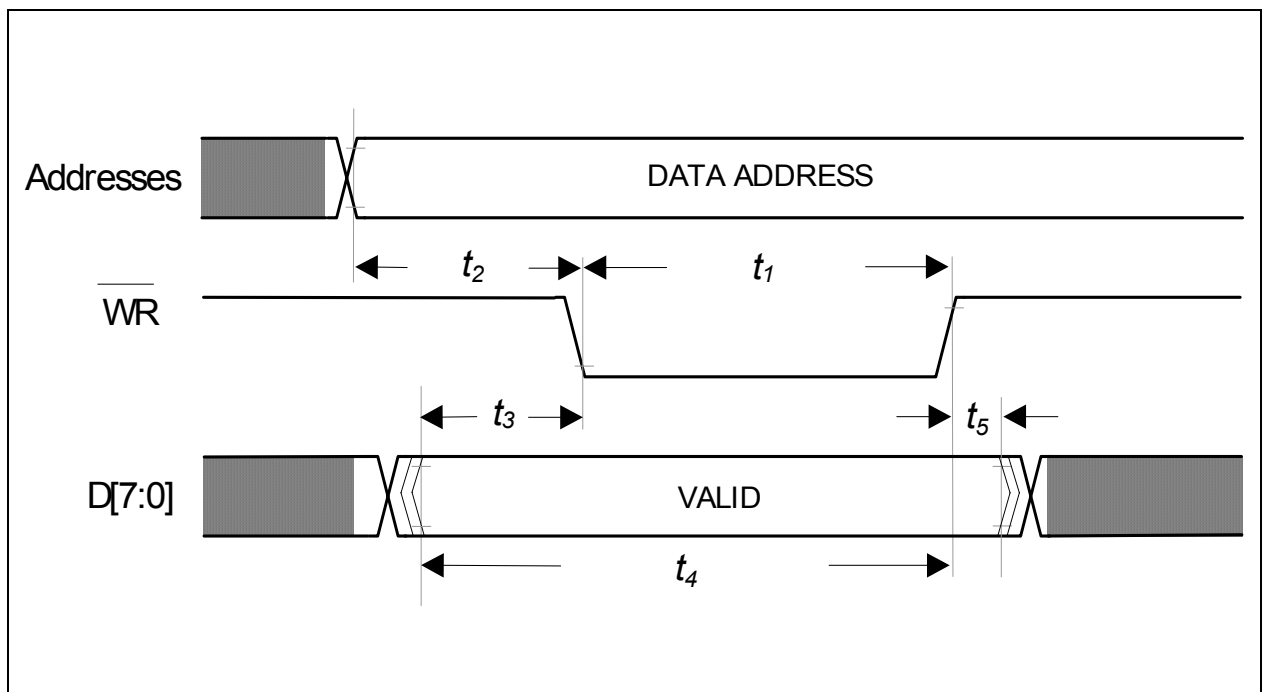 Addresses
DATA ADDRESS
t2
t1
WR
t3
t5
D[7:0]
VALID
t4